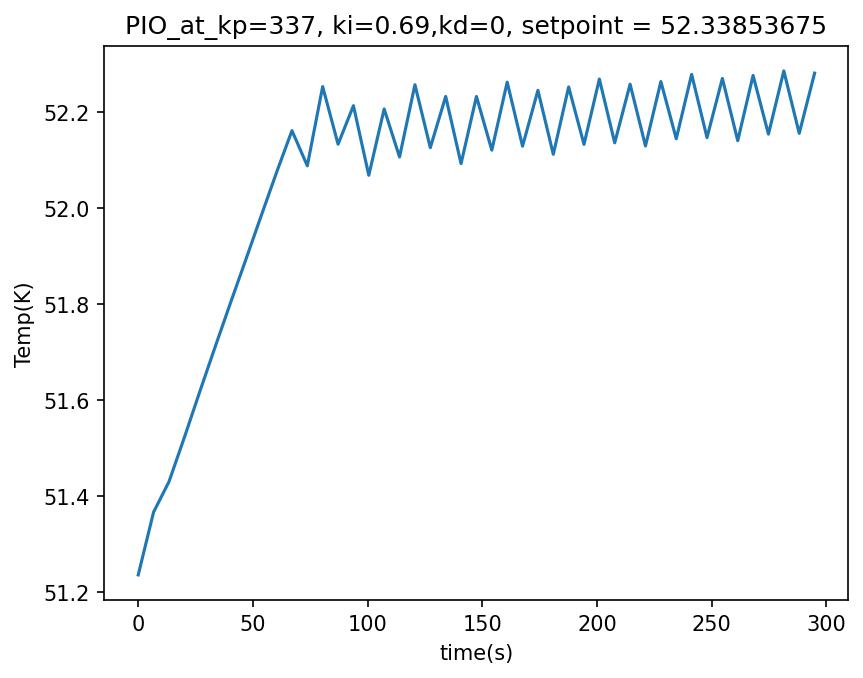 PIO_at_kp=337, ki=0.69,kd=0, setpoint = 52.33853675
52.2
52.0
51.8
51.6
51.4
51.2
Temp(K)
0 50 100 150 200 250 300
time(s)